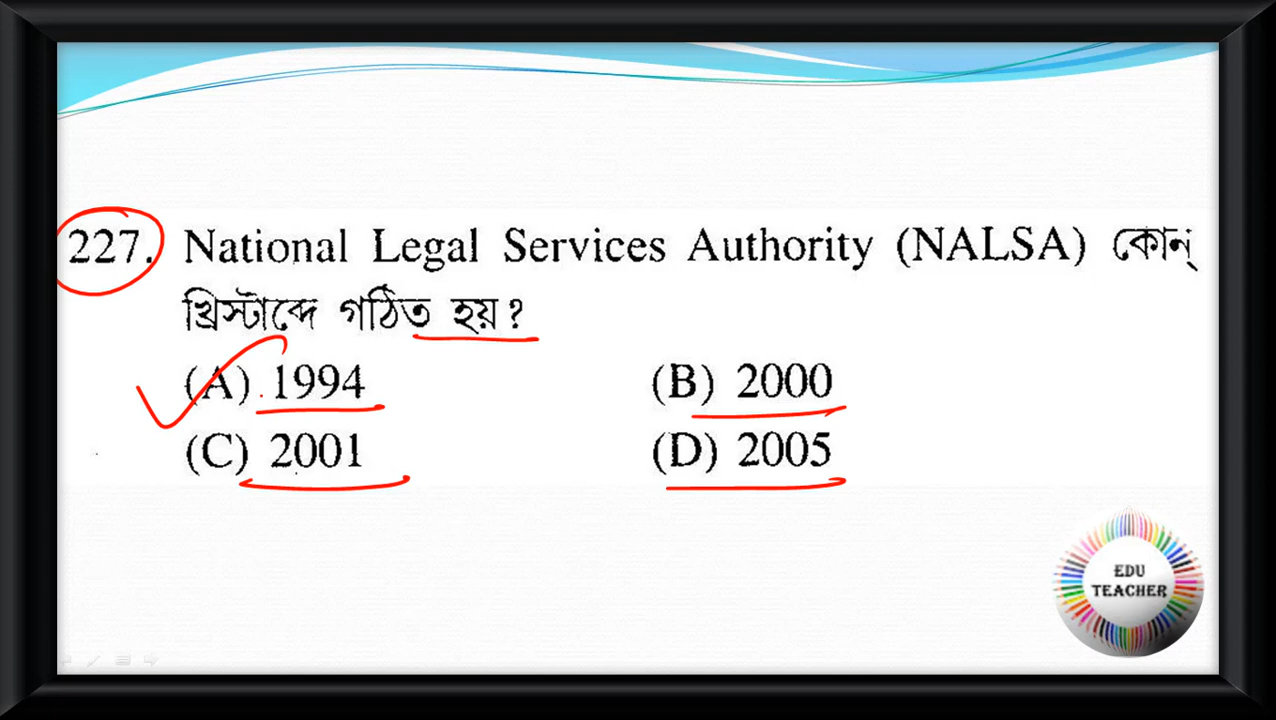 227. National Legal Services Authority (NALSA) কোন্
খ্রিস্টাব্দে গঠিত হয়?
(A) 1994 (B) 2000
(C) 2001 (D) 2005
EDU
TEACHER